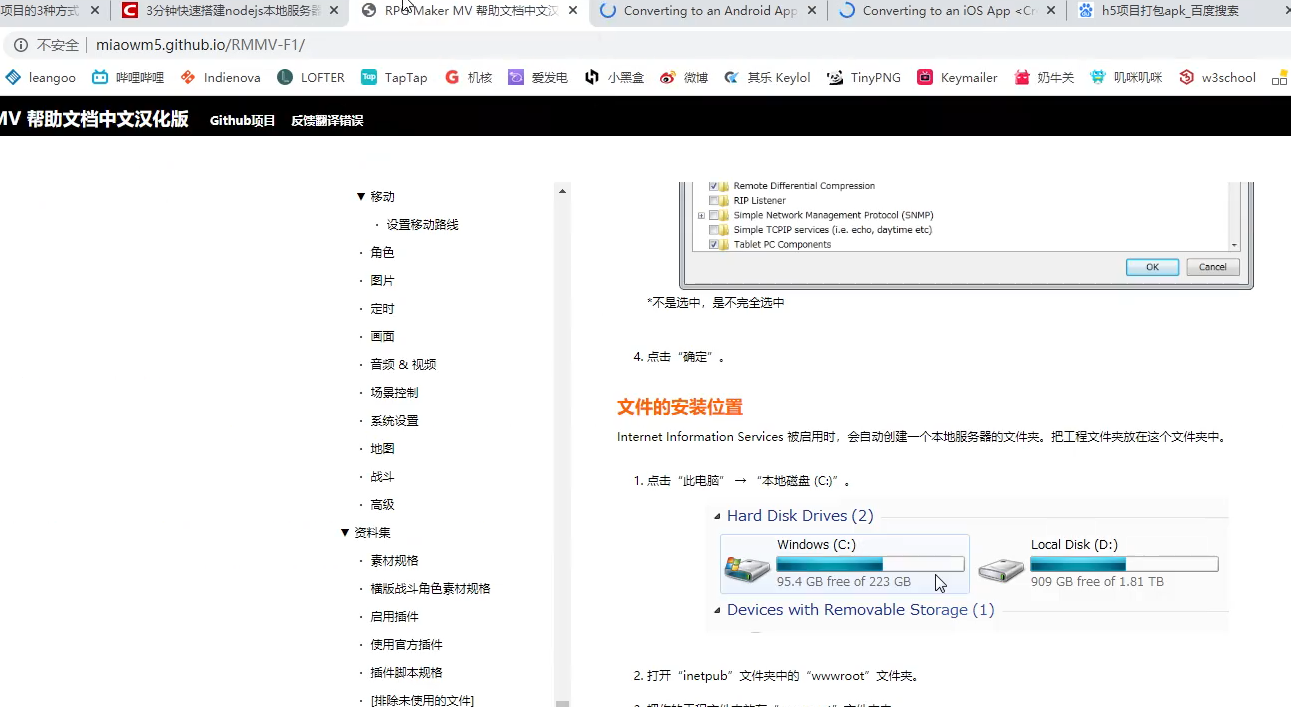 项目的3种方式
3分钟快速搭建nodejs本地服务器
Maker MV 帮助文档中文汉
Converting to an Android App
Converting to an iOS App <Cr
h5项目打包apk_百度搜索
不安全 | miaowm5.github.io/RMMV-F1/
leangoo 哔哩哔哩 Indienova LOFTER TapTap 机核 爱发电 小黑盒 微博 其乐 Keylol TinyPNG Keymailer 奶牛关 叽咪叽咪 w3school
MV 帮助文档中文汉化版 Github项目 反馈翻译错误
▼ 移动
· 设置移动路线
· 角色
· 图片
· 定时
· 画面
· 音频 & 视频
· 场景控制
· 系统设置
· 地图
· 战斗
· 高级
▼ 资料集
· 素材规格
· 横版战斗角色素材规格
· 启用插件
· 使用官方插件
· 插件脚本规格
· [排除未使用的文件]
Remote Differential Compression
RIP Listener
Simple Network Management Protocol (SNMP)
Simple TCPIP services (i.e. echo, daytime etc)
Tablet PC Components
OK Cancel
*不是选中，是不完全选中
4. 点击“确定”。
文件的安装位置
Internet Information Services 被启用时，会自动创建一个本地服务器的文件夹。把工程文件夹放在这个文件夹中。
1. 点击“此电脑” → “本地磁盘 (C:)”。
Hard Disk Drives (2)
Windows (C:)
95.4 GB free of 223 GB
Local Disk (D:)
909 GB free of 1.81 TB
Devices with Removable Storage (1)
2. 打开“inetpub”文件夹中的“wwwroot”文件夹。